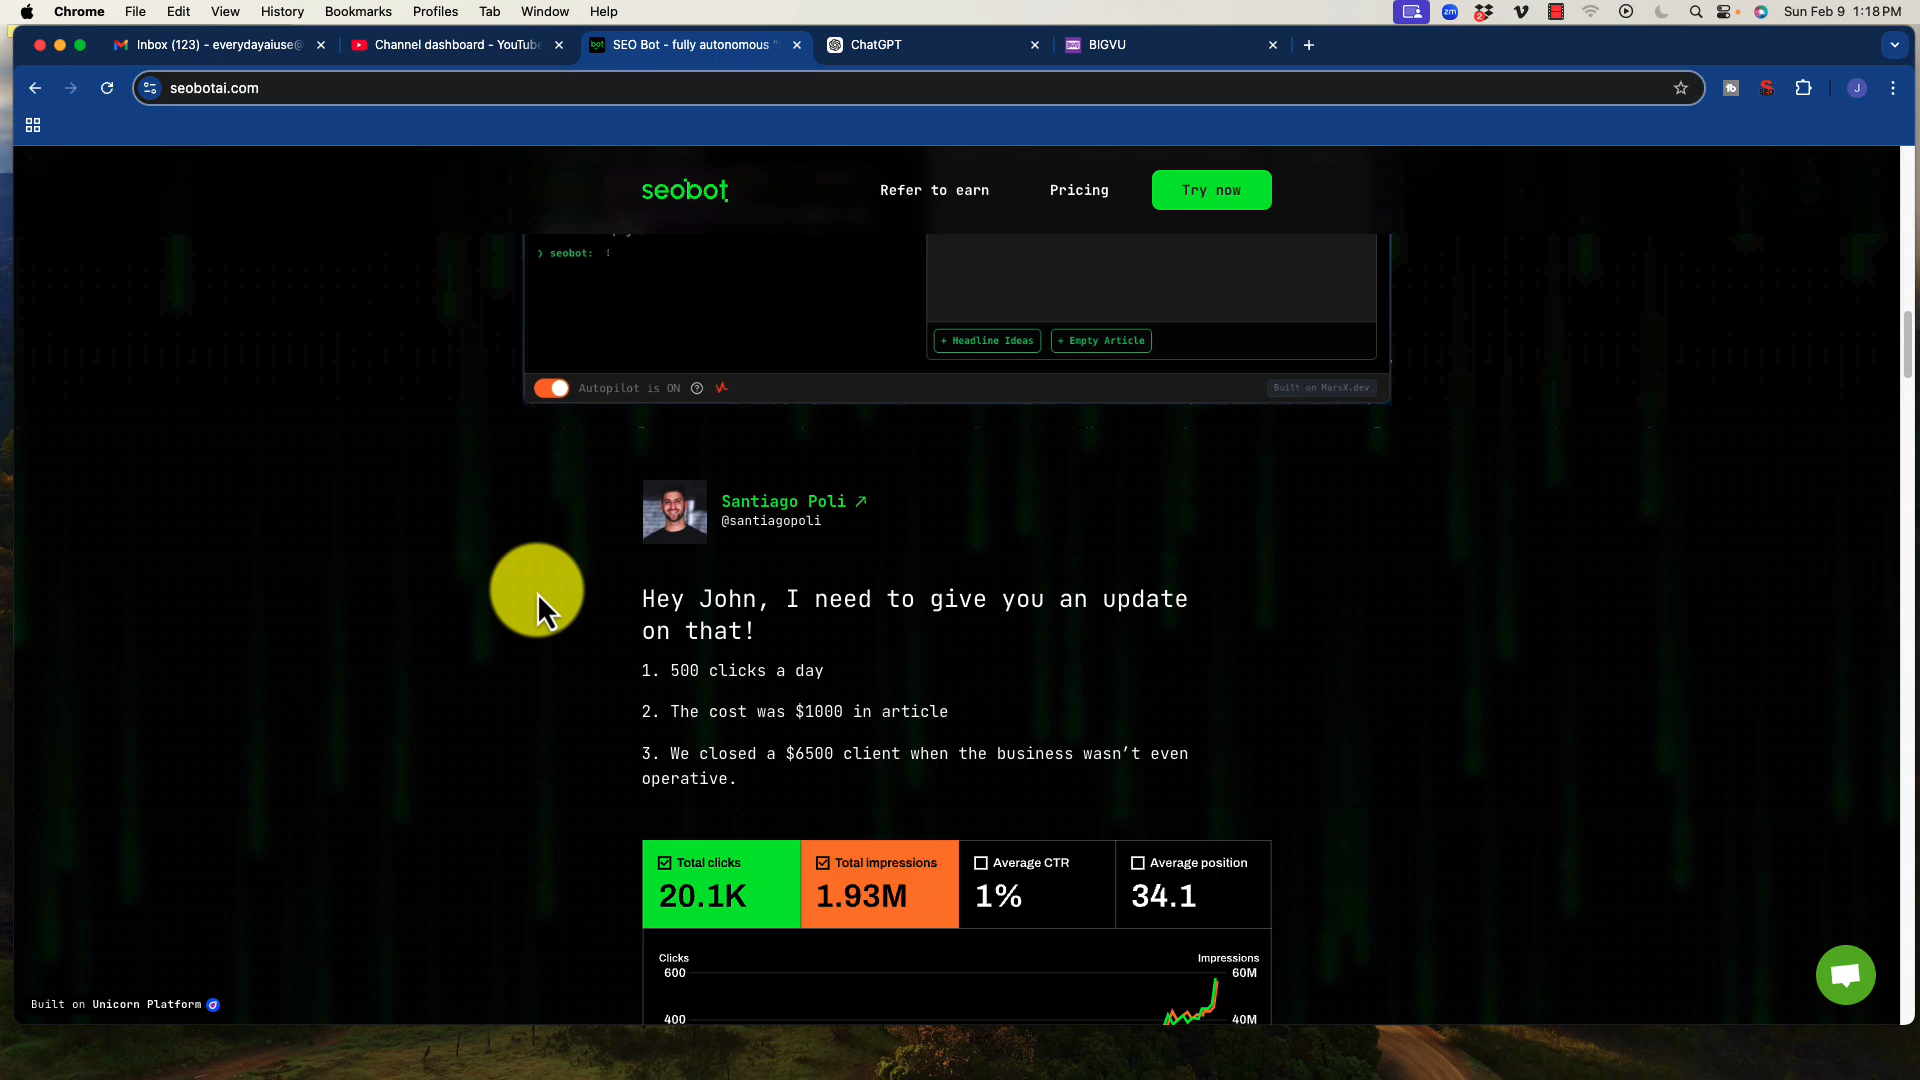 Chrome File Edit View History Bookmarks Profiles Tab Window Help zm 2 Sun Feb 9 1:18 PM
Inbox (123) - everydayaiuse@ Channel dashboard - YouTube bot SEO Bot - fully autonomous " ChatGPT BIGVU
seobotai.com tb SEO J
seobot Refer to earn Pricing Try now
❯ seobot: ⁝
+ Headline Ideas + Empty Article
Autopilot is ON ? Built on MarsX.dev
Santiago Poli ↗
@santiagopoli
Hey John, I need to give you an update
on that!
1. 500 clicks a day
2. The cost was $1000 in article
3. We closed a $6500 client when the business wasn’t even
operative.
Total clicks Total impressions Average CTR Average position
20.1K 1.93M 1% 34.1
Clicks Impressions
600 60M
400 40M
Built on Unicorn Platform